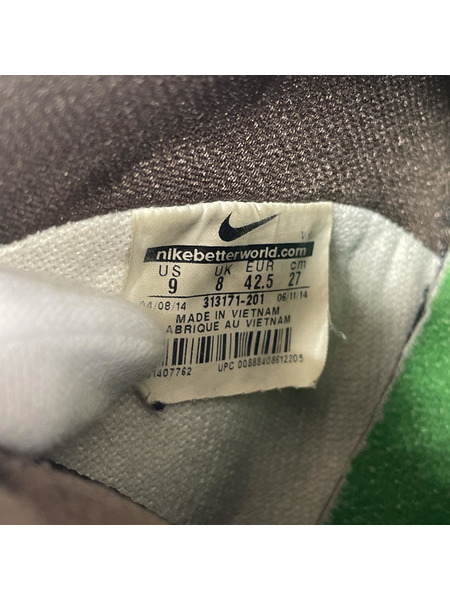 nikebetterworld.com
US UK EUR cm
9 8 42.5 27
04/08/14 313171-201 06/11/14
MADE IN VIETNAM
FABRIQUE AU VIETNAM
1407762 UPC 00888408612205